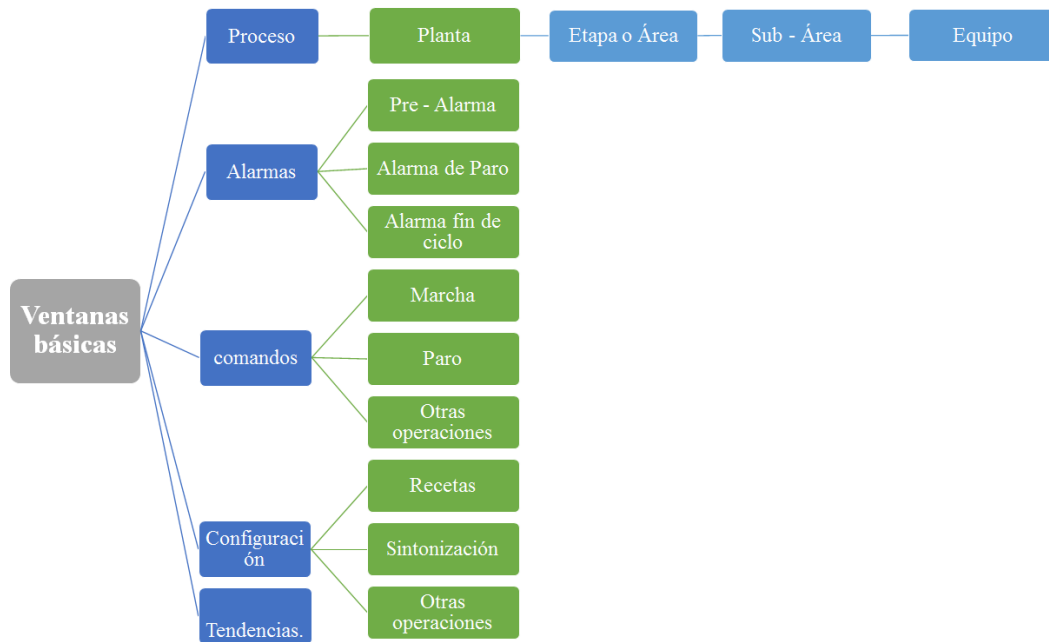 Proceso
Planta
Etapa o Área
Sub - Área
Equipo
Pre - Alarma
Alarmas
Alarma de Paro
Alarma fin de
ciclo
Ventanas
básicas
Marcha
comandos
Paro
Otras
operaciones
Recetas
Configuraci
ón
Sintonización
Otras
operaciones
Tendencias.